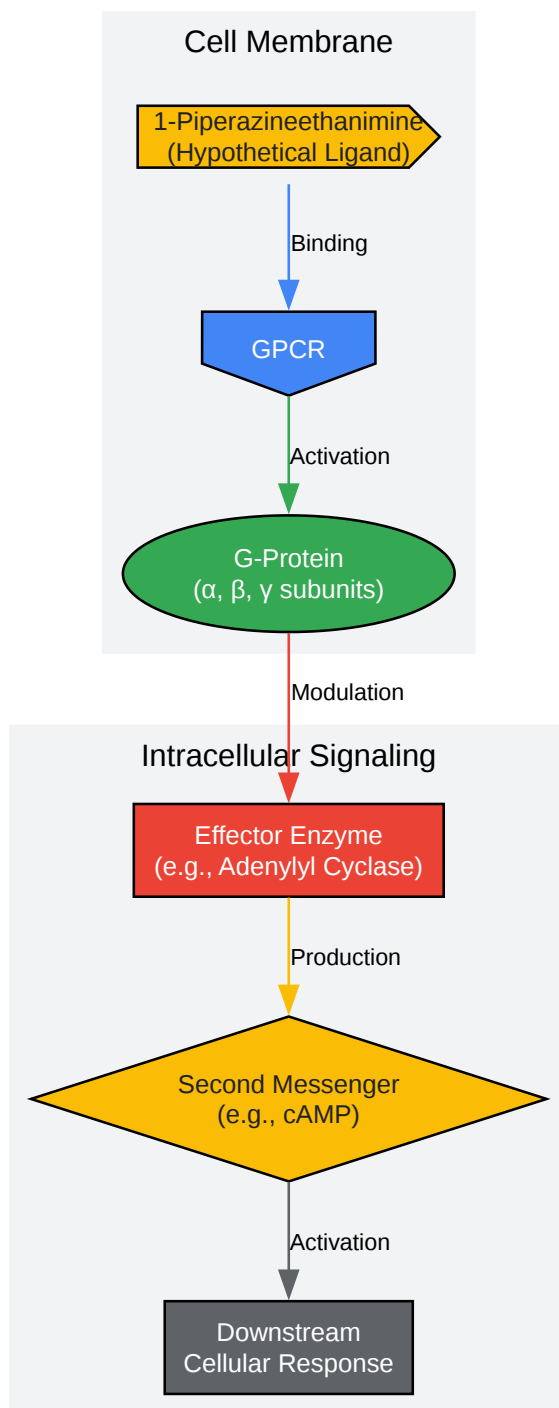 Cell Membrane
1-Piperazineethanimine
(Hypothetical Ligand)
Binding
GPCR
Activation
G-Protein
(α, β, γ subunits)
Modulation
Intracellular Signaling
Effector Enzyme
(e.g., Adenylyl Cyclase)
Production
Second Messenger
(e.g., cAMP)
Activation
Downstream
Cellular Response